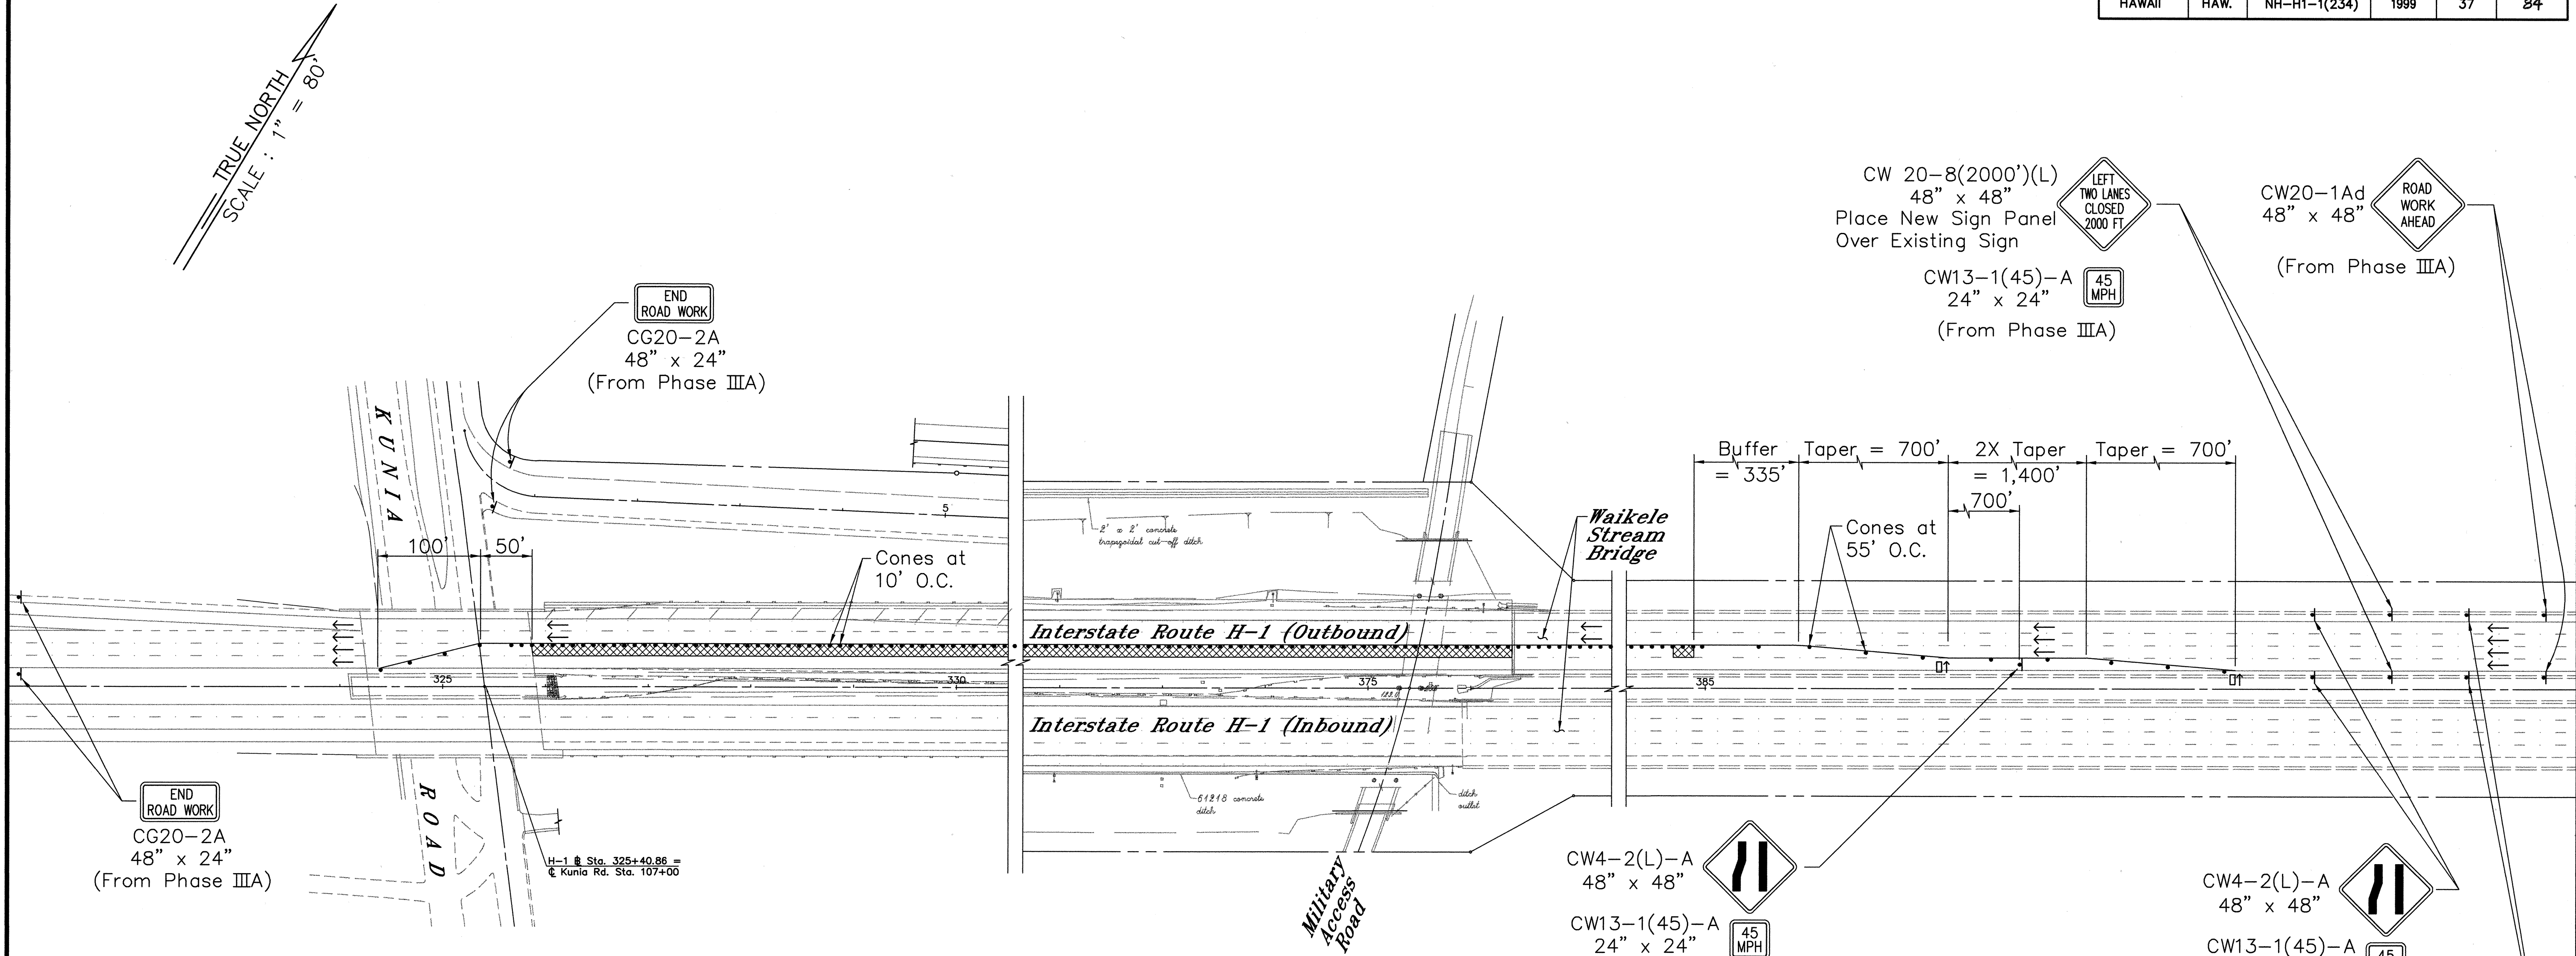 HAWAII HAW. NH-H1-1(234) 1999 37 84
TRUE NORTH
SCALE : 1" = 80'
CW 20-8(2000')(L)
48" x 48"
Place New Sign Panel
Over Existing Sign
LEFT
TWO LANES
CLOSED
2000 FT
CW13-1(45)-A
24" x 24"
45
MPH
(From Phase IIIA)
CW20-1Ad
48" x 48"
ROAD
WORK
AHEAD
(From Phase IIIA)
END
ROAD WORK
CG20-2A
48" x 24"
(From Phase IIIA)
KUNIA
ROAD
100'
50'
Cones at
10' O.C.
5
2' x 2' concrete
trapizoidal cut-off ditch
Waikele
Stream
Bridge
Buffer
= 335'
Taper = 700'
2X Taper
= 1,400'
Taper = 700'
700'
Cones at
55' O.C.
Interstate Route H-1 (Outbound)
325
330
375
385
Interstate Route H-1 (Inbound)
61218 concrete
ditch
ditch
outlet
END
ROAD WORK
CG20-2A
48" x 24"
(From Phase IIIA)
H-1 ℄ Sta. 325+40.86 =
℄ Kunia Rd. Sta. 107+00
Military
Access
Road
CW4-2(L)-A
48" x 48"
CW13-1(45)-A
24" x 24"
45
MPH
CW4-2(L)-A
48" x 48"
CW13-1(45)-A
45